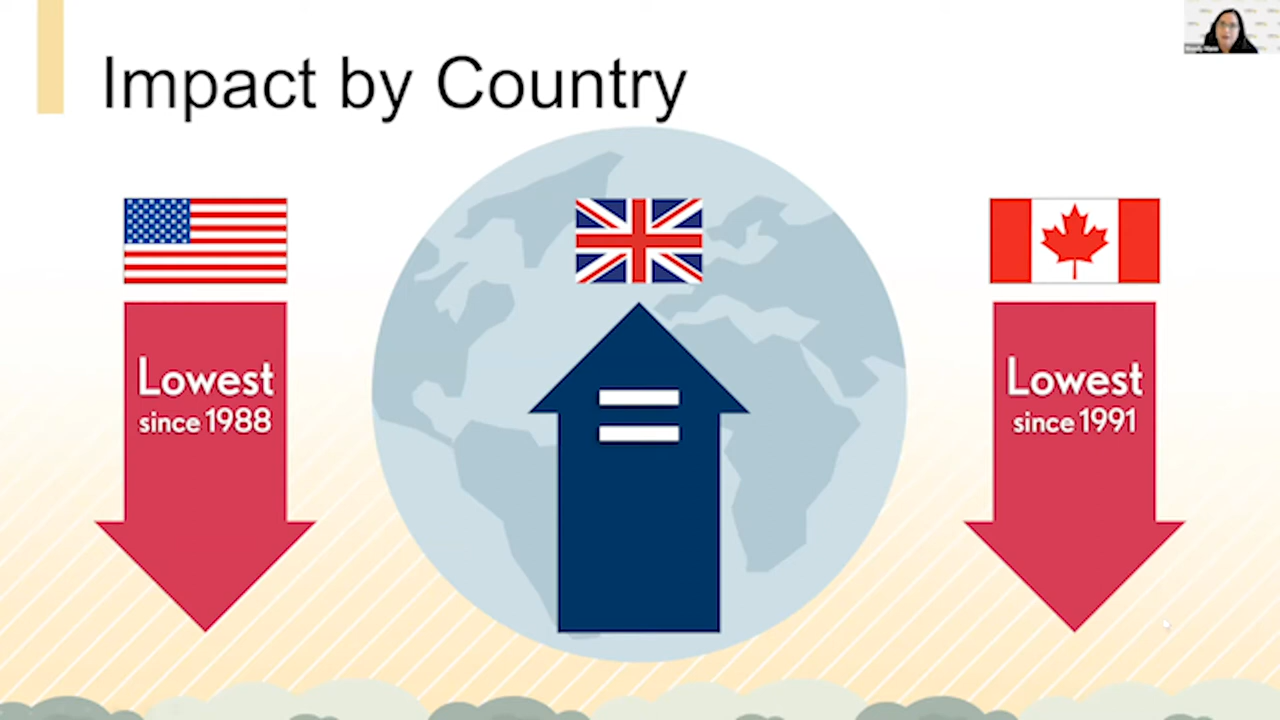 Impact by Country
Lowest
since 1988
=
Lowest
since 1991